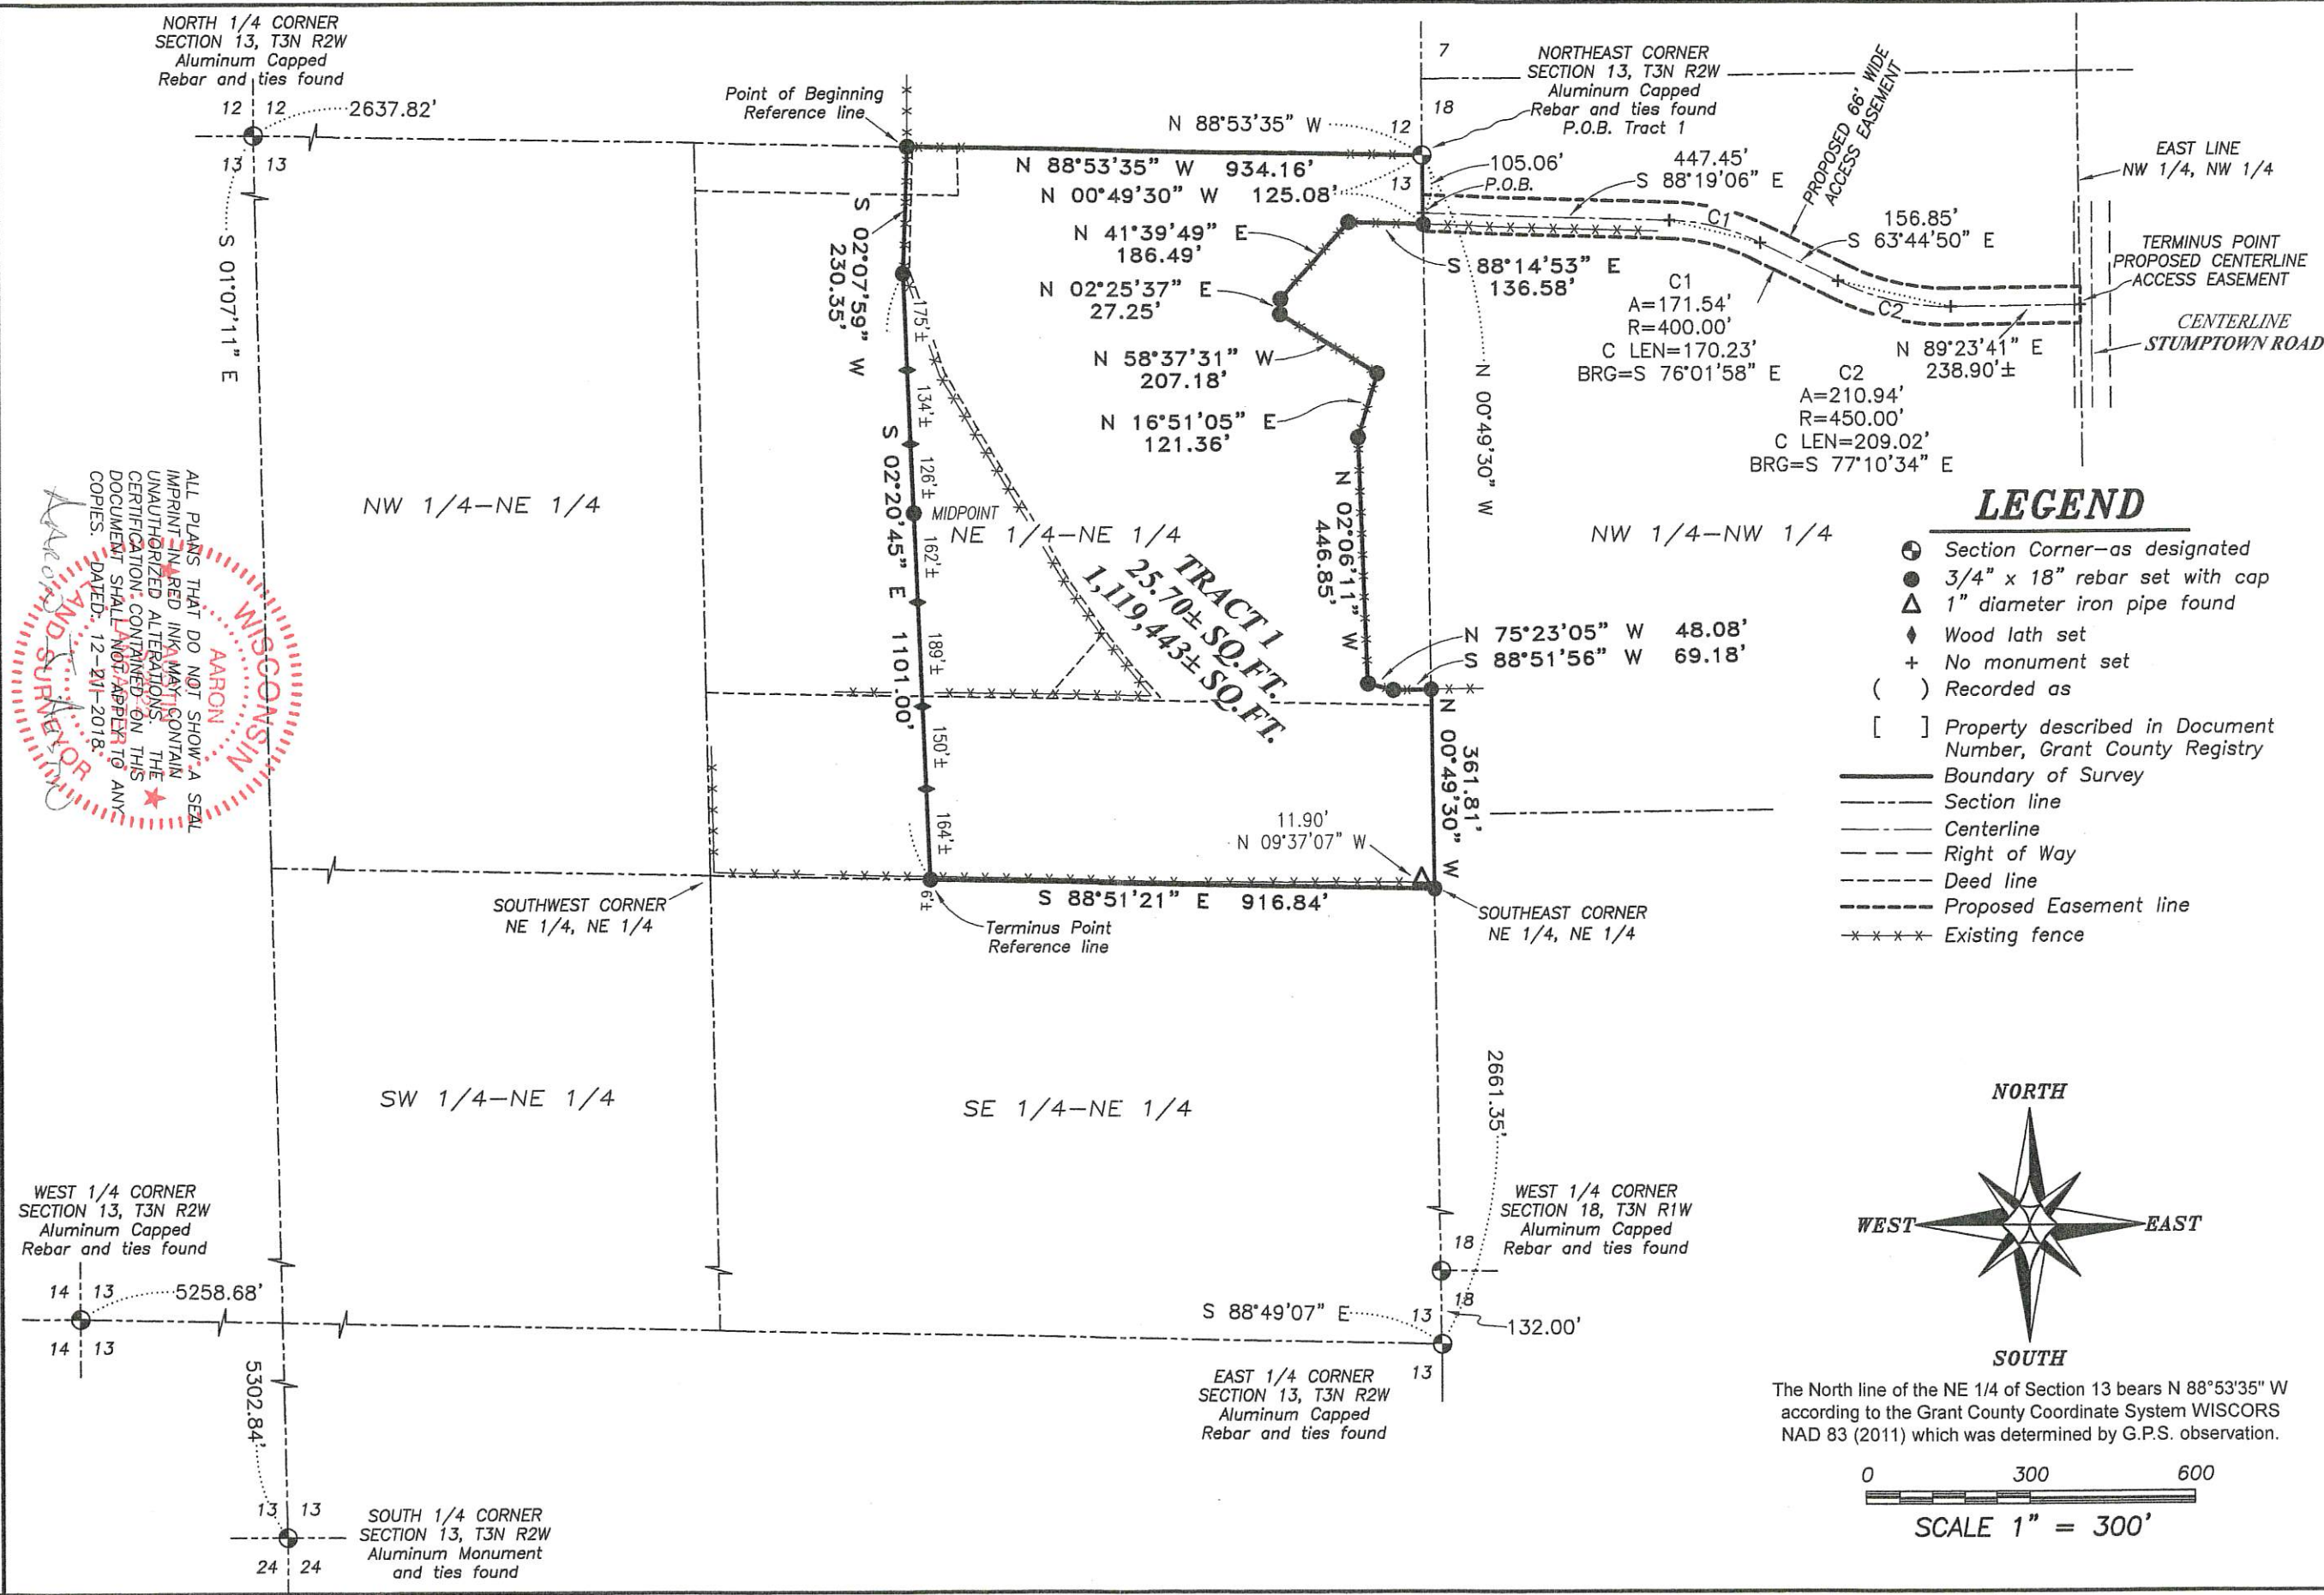 NORTH 1/4 CORNER
SECTION 13, T3N R2W
Aluminum Capped
Rebar and ties found
12 12
2637.82'
13 13
S 01°07'11" E
Point of Beginning
Reference line
7
NORTHEAST CORNER
SECTION 13, T3N R2W
Aluminum Capped
Rebar and ties found
P.O.B. Tract 1
18
12
13
N 88°53'35" W
N 88°53'35" W 934.16'
N 00°49'30" W 125.08'
105.06'
P.O.B.
447.45'
S 88°19'06" E
PROPOSED 66' WIDE
ACCESS EASEMENT
EAST LINE
NW 1/4, NW 1/4
C1
156.85'
S 63°44'50" E
TERMINUS POINT
PROPOSED CENTERLINE
ACCESS EASEMENT
CENTERLINE
STUMPTOWN ROAD
C2
N 89°23'41" E
238.90'±
C1
A=171.54'
R=400.00'
C LEN=170.23'
BRG=S 76°01'58" E
C2
A=210.94'
R=450.00'
C LEN=209.02'
BRG=S 77°10'34" E
N 41°39'49" E
186.49'
S 88°14'53" E
136.58'
N 02°25'37" E
27.25'
N 58°37'31" W
207.18'
N 16°51'05" E
121.36'
N 00°49'30" W
S 02°07'59" W
230.35'
175'±
134'±
126'±
MIDPOINT
162'±
189'±
150'±
164'±
6'±
S 02°20'45" E 1101.00'
N 02°06'11" W
446.85'
NW 1/4-NE 1/4
NE 1/4-NE 1/4
NW 1/4-NW 1/4
TRACT 1
25.70± SQ.FT.
1,119,443± SQ.FT.
N 75°23'05" W 48.08'
S 88°51'56" W 69.18'
361.81'
N 00°49'30" W
11.90'
N 09°37'07" W
S 88°51'21" E 916.84'
SOUTHWEST CORNER
NE 1/4, NE 1/4
Terminus Point
Reference line
SOUTHEAST CORNER
NE 1/4, NE 1/4
LEGEND
Section Corner-as designated
3/4" x 18" rebar set with cap
1" diameter iron pipe found
Wood lath set
+ No monument set
( ) Recorded as
[ ] Property described in Document
Number, Grant County Registry
Boundary of Survey
Section line
Centerline
Right of Way
Deed line
Proposed Easement line
Existing fence
ALL PLANS THAT DO NOT SHOW A SEAL
IMPRINT IN RED INK MAY CONTAIN
UNAUTHORIZED ALTERATIONS. THE
CERTIFICATION CONTAINED ON THIS
DOCUMENT SHALL NOT APPLY TO ANY
COPIES. DATED: 12-21-2018
WISCONSIN
AARON
AUSTIN
LANCASTER
LAND SURVEYOR
SW 1/4-NE 1/4
SE 1/4-NE 1/4
2661.35'
WEST 1/4 CORNER
SECTION 13, T3N R2W
Aluminum Capped
Rebar and ties found
14 13
5258.68'
14 13
WEST 1/4 CORNER
SECTION 18, T3N R1W
Aluminum Capped
Rebar and ties found
18
18
13
132.00'
S 88°49'07" E
13
EAST 1/4 CORNER
SECTION 13, T3N R2W
Aluminum Capped
Rebar and ties found
5302.84'
13 13
24 24
SOUTH 1/4 CORNER
SECTION 13, T3N R2W
Aluminum Monument
and ties found
NORTH
WEST
EAST
SOUTH
The North line of the NE 1/4 of Section 13 bears N 88°53'35" W
according to the Grant County Coordinate System WISCORS
NAD 83 (2011) which was determined by G.P.S. observation.
0 300 600
SCALE 1" = 300'